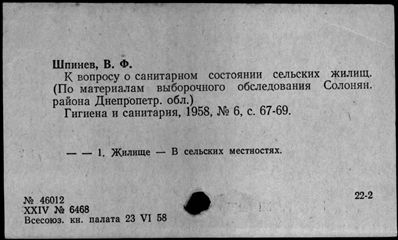 Шпинев, В. Ф.
К вопросу о санитарном состоянии сельских жилищ.
(По материалам выборочного обследования Солонян.
района Днепропетр. обл.)
Гигиена и санитария, 1958, № 6, с. 67-69.
— — 1. Жилище — В сельских местностях.
№ 46012
22-2
XXIV № 6468
Всесоюз. кн. палата 23 VI 58